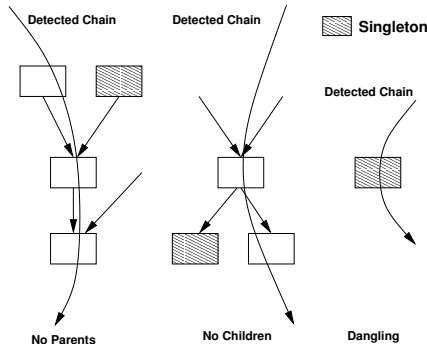 Detected Chain
Detected Chain
Singleton
Detected Chain
No Parents
No Children
Dangling